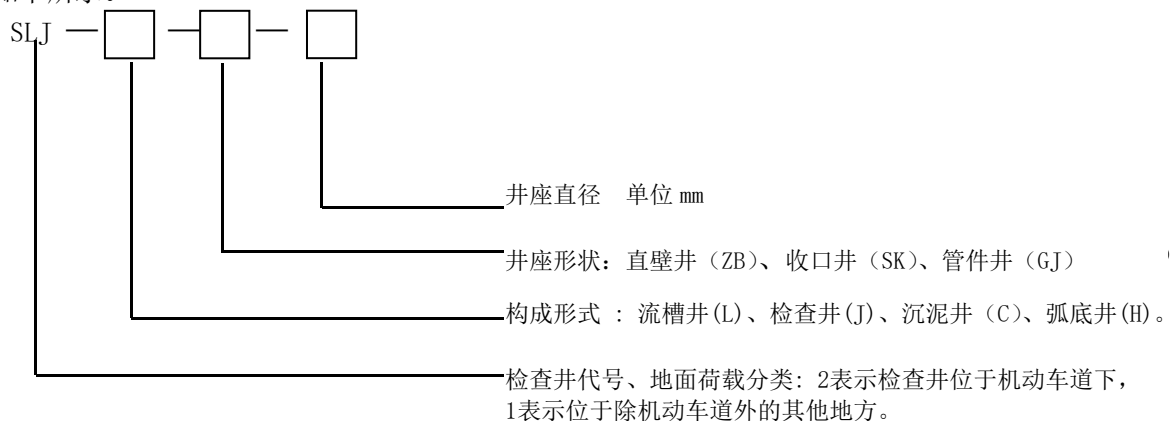 SLJ — □ — □ — □
井座直径 单位 mm
井座形状：直壁井（ZB）、收口井（SK）、管件井（GJ）
构成形式 : 流槽井(L)、检查井(J)、沉泥井（C）、弧底井(H)。
检查井代号、地面荷载分类: 2表示检查井位于机动车道下，
1表示位于除机动车道外的其他地方。